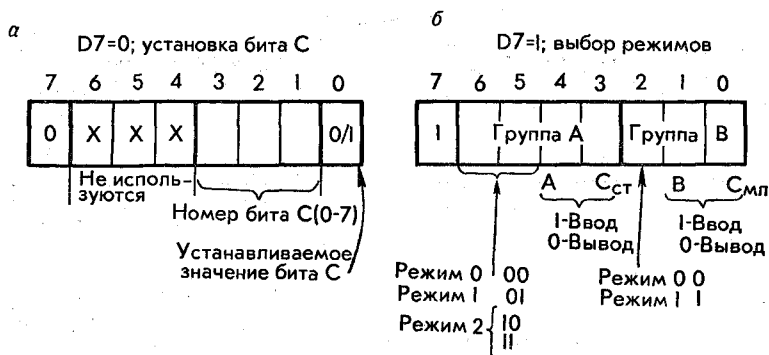 а
D7=0; установка бита С
7 6 5 4 3 2 1 0
0 X X X 0/1
Не исполь-
зуются
Номер бита С(0-7)
Устанавливаемое
значение бита С
б
D7=1; выбор режимов
7 6 5 4 3 2 1 0
1 Группа А Группа В
А Сст
1-Ввод
0-Вывод
В Смл
1-Ввод
0-Вывод
Режим 0 00
Режим 1 01
Режим 2 { 10
11
Режим 0 0
Режим 1 1